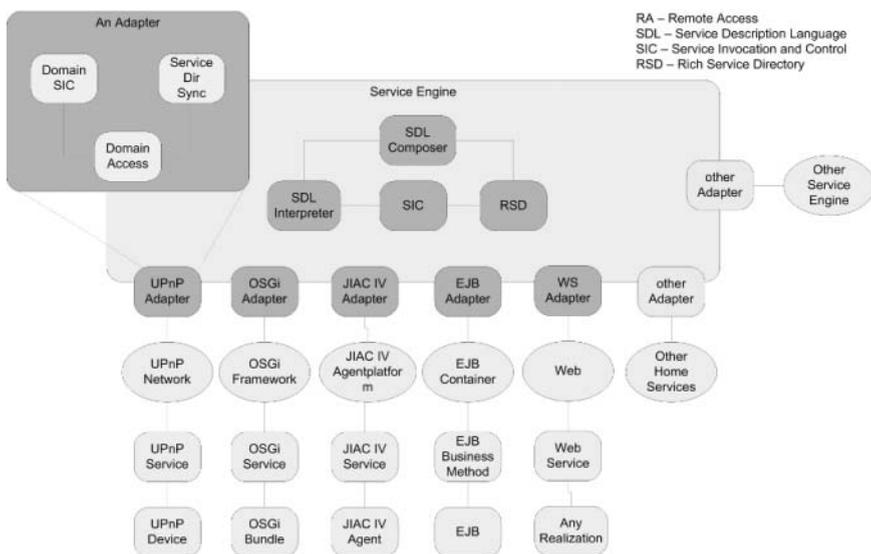 An Adapter
Domain
SIC
Service
Dir
Sync
Domain
Access
RA – Remote Access
SDL – Service Description Language
SIC – Service Invocation and Control
RSD – Rich Service Directory
Service Engine
SDL
Composer
SDL
Interpreter
SIC
RSD
other
Adapter
Other
Service
Engine
UPnP
Adapter
OSGi
Adapter
JIAC IV
Adapter
EJB
Adapter
WS
Adapter
other
Adapter
UPnP
Network
OSGi
Framework
JIAC IV
Agentplatfor
m
EJB
Container
Web
Other
Home
Services
UPnP
Service
OSGi
Service
JIAC IV
Service
EJB
Business
Method
Web
Service
UPnP
Device
OSGi
Bundle
JIAC IV
Agent
EJB
Any
Realization